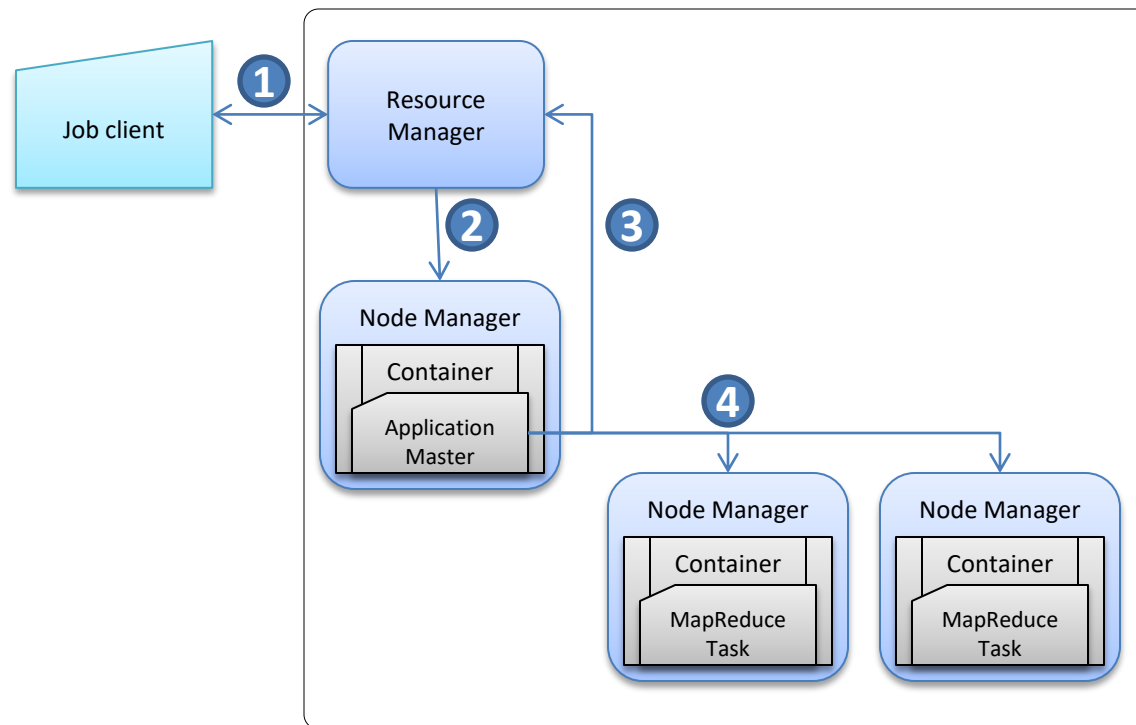 1
Job client
Resource
Manager
2
3
Node Manager
Container
Application
Master
4
Node Manager
Container
MapReduce
Task
Node Manager
Container
MapReduce
Task